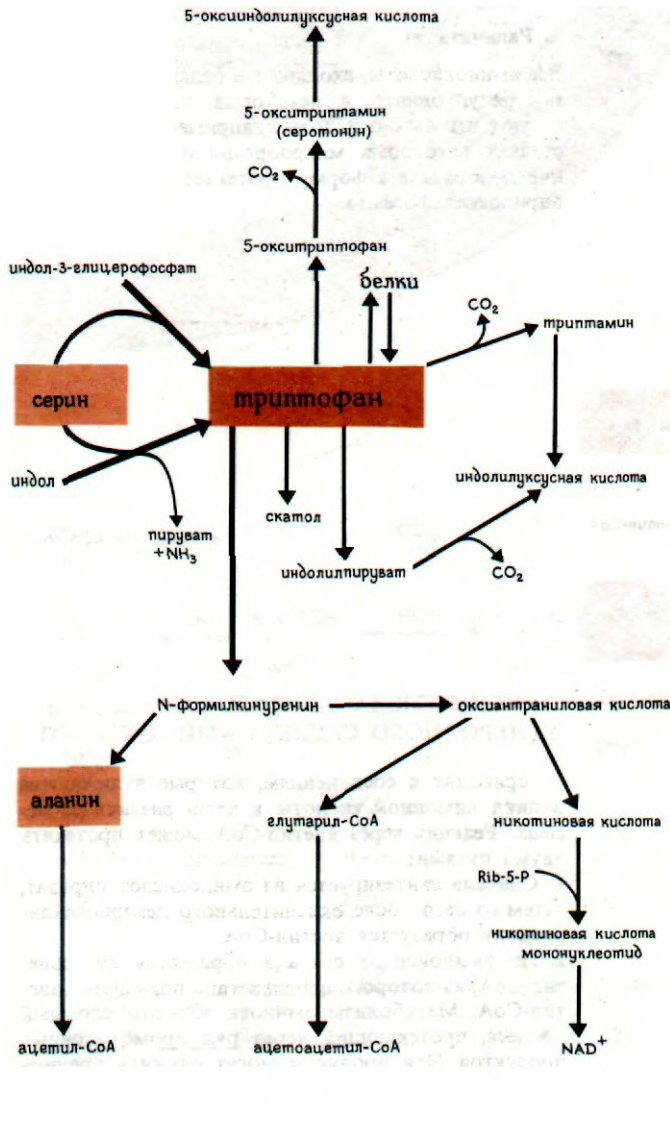 5-оксииндолилуксусная кислота
5-окситриптамин
(серотонин)
CO₂
5-окситриптофан
индол-3-глицерофосфат
белки
CO₂
триптамин
серин
триптофан
индол
индолилуксусная кислота
скатол
пируват
+NH₃
индолилпируват
CO₂
N-формилкинуренин
оксиантраниловая кислота
аланин
глутарил-CoA
никотиновая кислота
Rib-5-P
никотиновая кислота
мононуклеотид
ацетил-CoA
ацетоацетил-CoA
NAD⁺